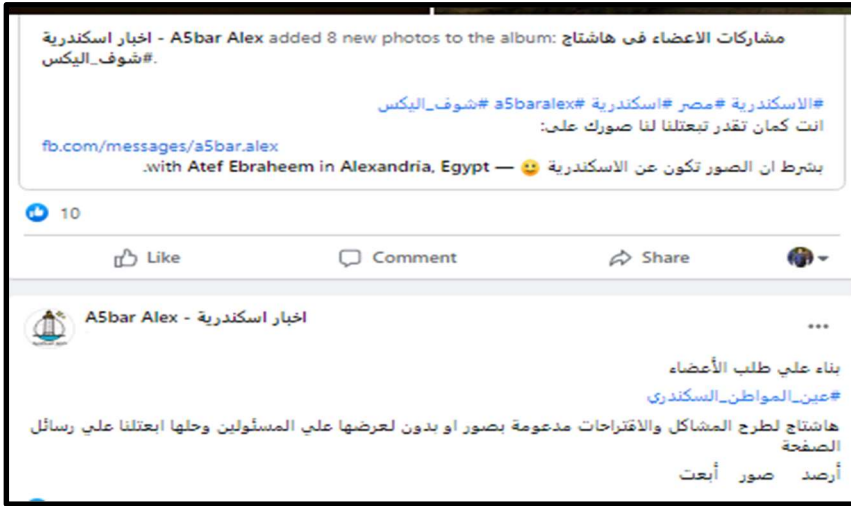 A5bar Alex - اخبار اسكندرية added 8 new photos to the album: مشاركات الاعضاء فى هاشتاج
#شوف_اليكس.
#الاسكندرية #مصر #اسكندرية #a5baralex #شوف_اليكس
انت كمان تقدر تبعتلنا لنا صورك على:
fb.com/messages/a5bar.alex
بشرط ان الصور تكون عن الاسكندرية 😀 — with Atef Ebraheem in Alexandria, Egypt.
10
Like Comment Share
A5bar Alex - اخبار اسكندرية
بناء علي طلب الأعضاء
#عين_المواطن_السكندري
هاشتاج لطرح المشاكل والاقتراحات مدعومة بصور او بدون لعرضها علي المسئولين وحلها ابعتلنا علي رسائل
الصفحة
أرصد صور أبعت